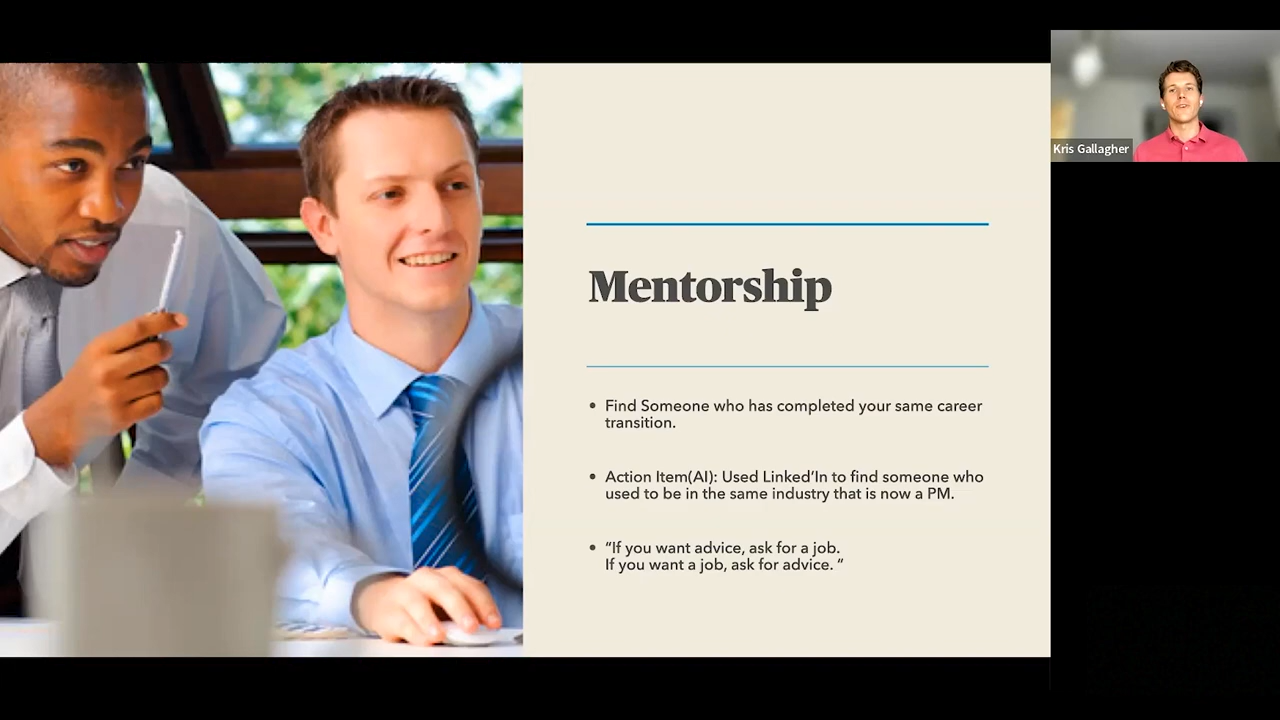 Kris Gallagher
Mentorship
• Find Someone who has completed your same career
transition.
• Action Item(AI): Used Linked’In to find someone who
used to be in the same industry that is now a PM.
• “If you want advice, ask for a job.
If you want a job, ask for advice. “